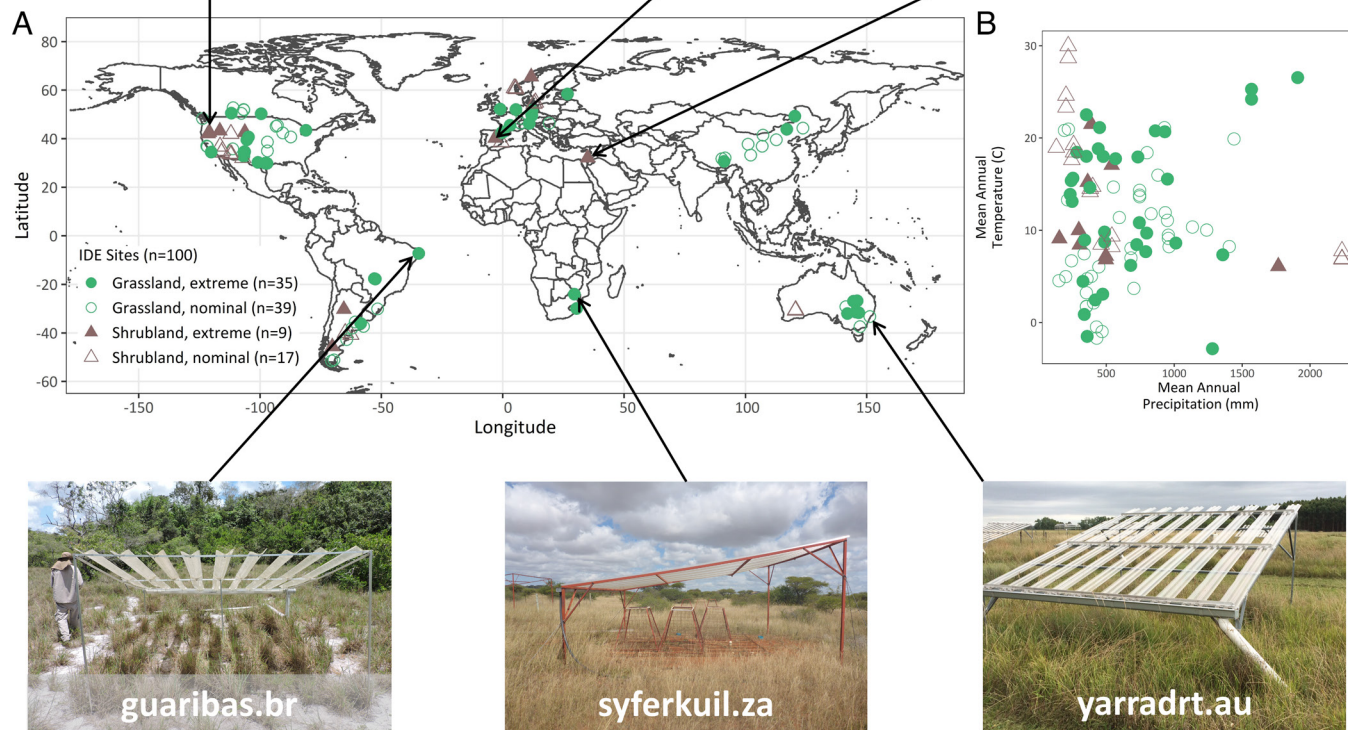 A
B
80
60
40
20
0
-20
-40
-60
Latitude
-150
-100
-50
0
50
100
150
Longitude
IDE Sites (n=100)
Grassland, extreme (n=35)
Grassland, nominal (n=39)
Shrubland, extreme (n=9)
Shrubland, nominal (n=17)
30
20
10
0
Mean Annual
Temperature (C)
500
1000
1500
2000
Mean Annual
Precipitation (mm)
guaribas.br
syferkuil.za
yarradrt.au